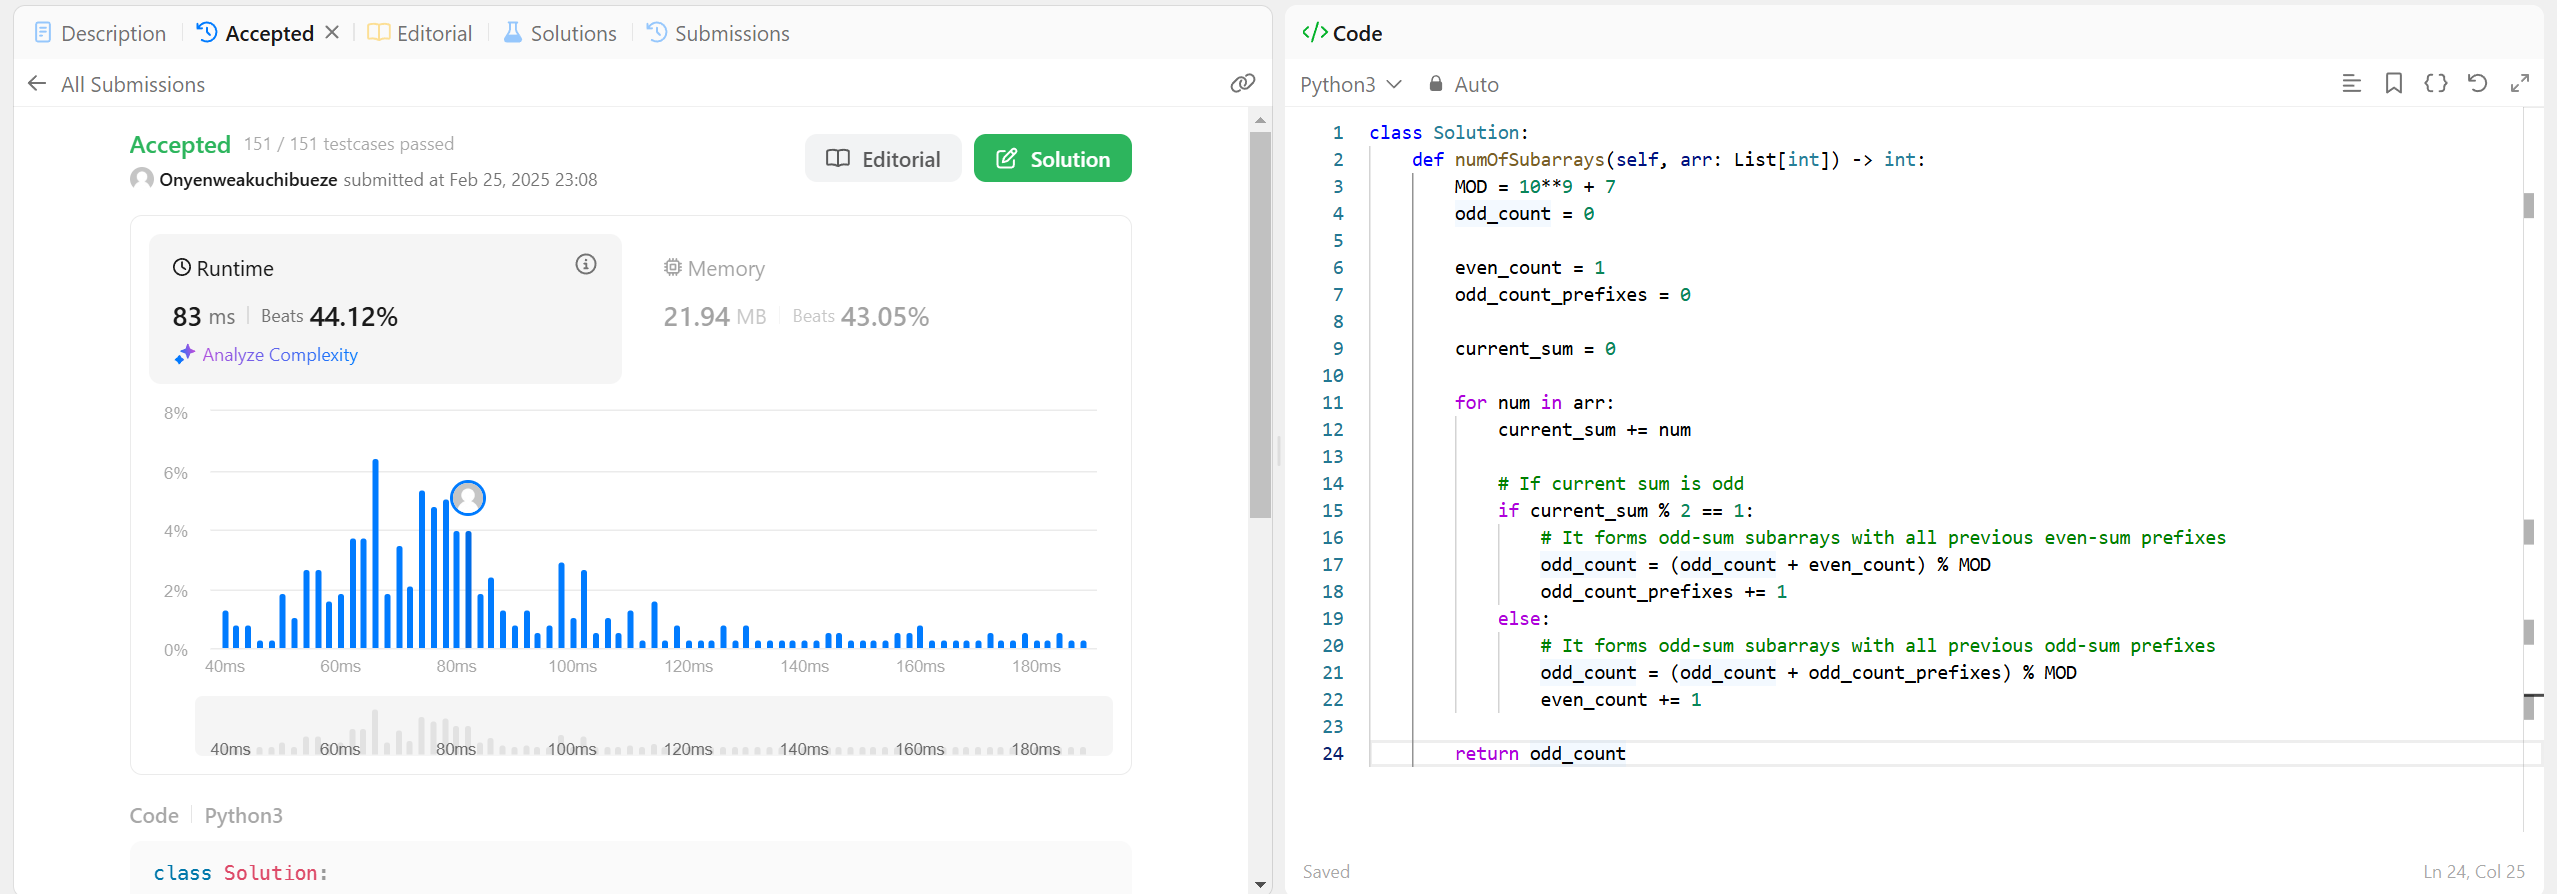 Description
Accepted
Editorial
Solutions
Submissions
All Submissions
Accepted 151 / 151 testcases passed
Onyenweakuchibueze submitted at Feb 25, 2025 23:08
Editorial
Solution
Runtime
83 ms Beats 44.12%
Analyze Complexity
Memory
21.94 MB Beats 43.05%
8%
6%
4%
2%
0%
40ms 60ms 80ms 100ms 120ms 140ms 160ms 180ms
40ms 60ms 80ms 100ms 120ms 140ms 160ms 180ms
Code Python3
class Solution:
</> Code
Python3 Auto
1 class Solution:
2 def numOfSubarrays(self, arr: List[int]) -> int:
3 MOD = 10**9 + 7
4 odd_count = 0
5
6 even_count = 1
7 odd_count_prefixes = 0
8
9 current_sum = 0
10
11 for num in arr:
12 current_sum += num
13
14 # If current sum is odd
15 if current_sum % 2 == 1:
16 # It forms odd-sum subarrays with all previous even-sum prefixes
17 odd_count = (odd_count + even_count) % MOD
18 odd_count_prefixes += 1
19 else:
20 # It forms odd-sum subarrays with all previous odd-sum prefixes
21 odd_count = (odd_count + odd_count_prefixes) % MOD
22 even_count += 1
23
24 return odd_count
Saved
Ln 24, Col 25